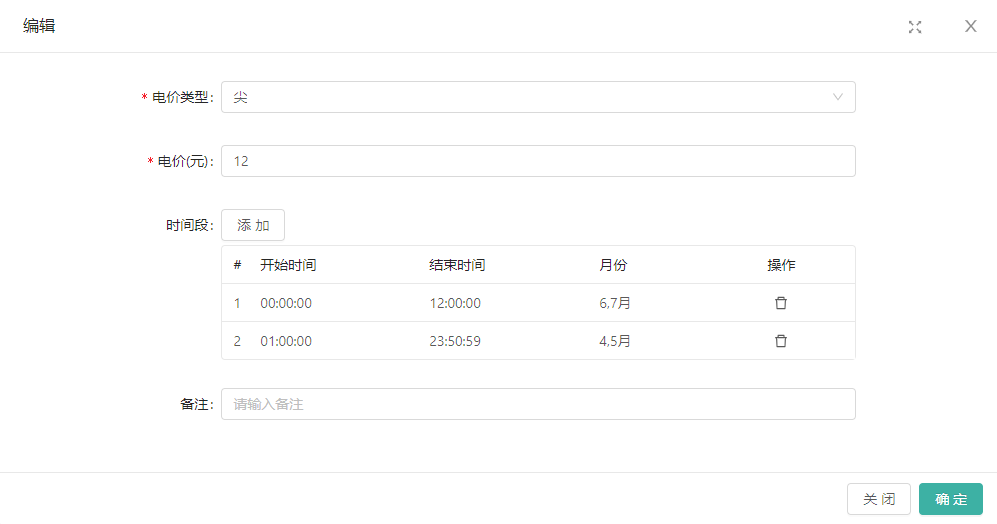 编辑
* 电价类型: 尖
* 电价(元): 12
时间段: 添 加
# 开始时间 结束时间 月份 操作
1 00:00:00 12:00:00 6,7月
2 01:00:00 23:50:59 4,5月
备注: 请输入备注
关 闭 确 定